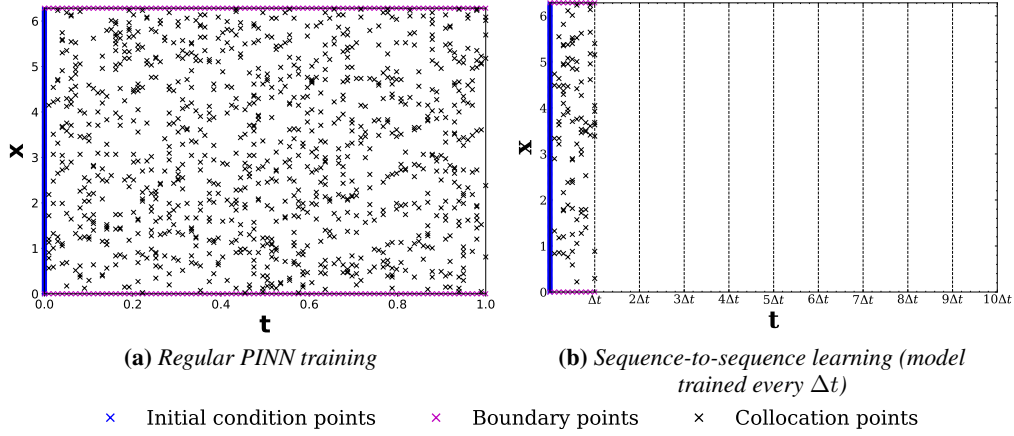 6
5
4
3
2
1
0
x
0.0 0.2 0.4 0.6 0.8 1.0
t
(a) Regular PINN training
6
5
4
3
2
1
0
x
Δt 2Δt 3Δt 4Δt 5Δt 6Δt 7Δt 8Δt 9Δt 10Δt
t
(b) Sequence-to-sequence learning (model
trained every Δt)
Initial condition points Boundary points Collocation points